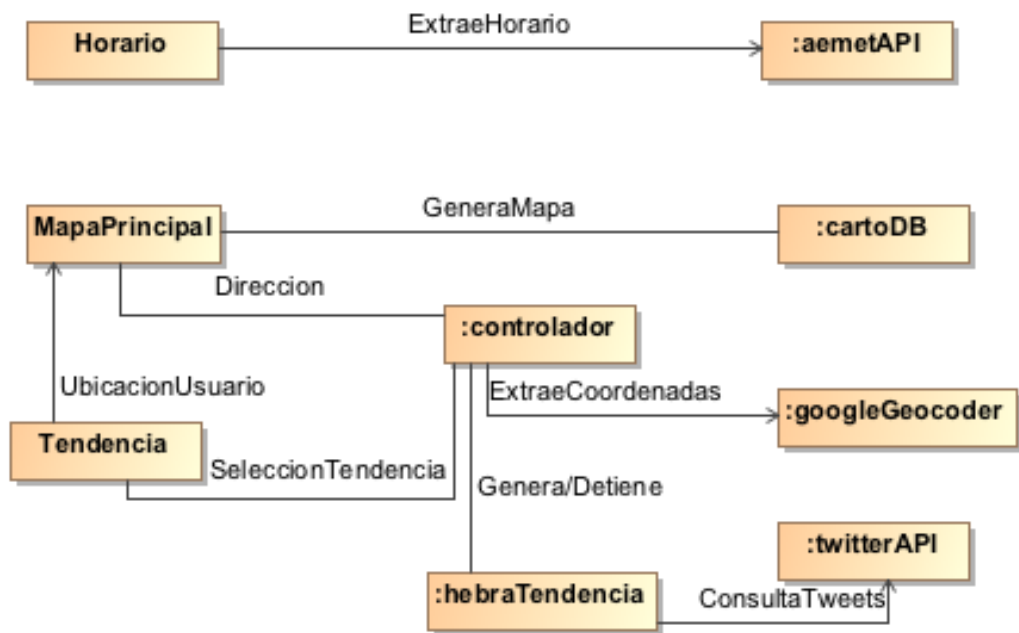 Horario
ExtraeHorario
:aemetAPI
MapaPrincipal
GeneraMapa
:cartoDB
Direccion
:controlador
UbicacionUsuario
ExtraeCoordenadas
:googleGeocoder
Tendencia
SeleccionTendencia
Genera/Detiene
:twitterAPI
:hebraTendencia
ConsultaTweets